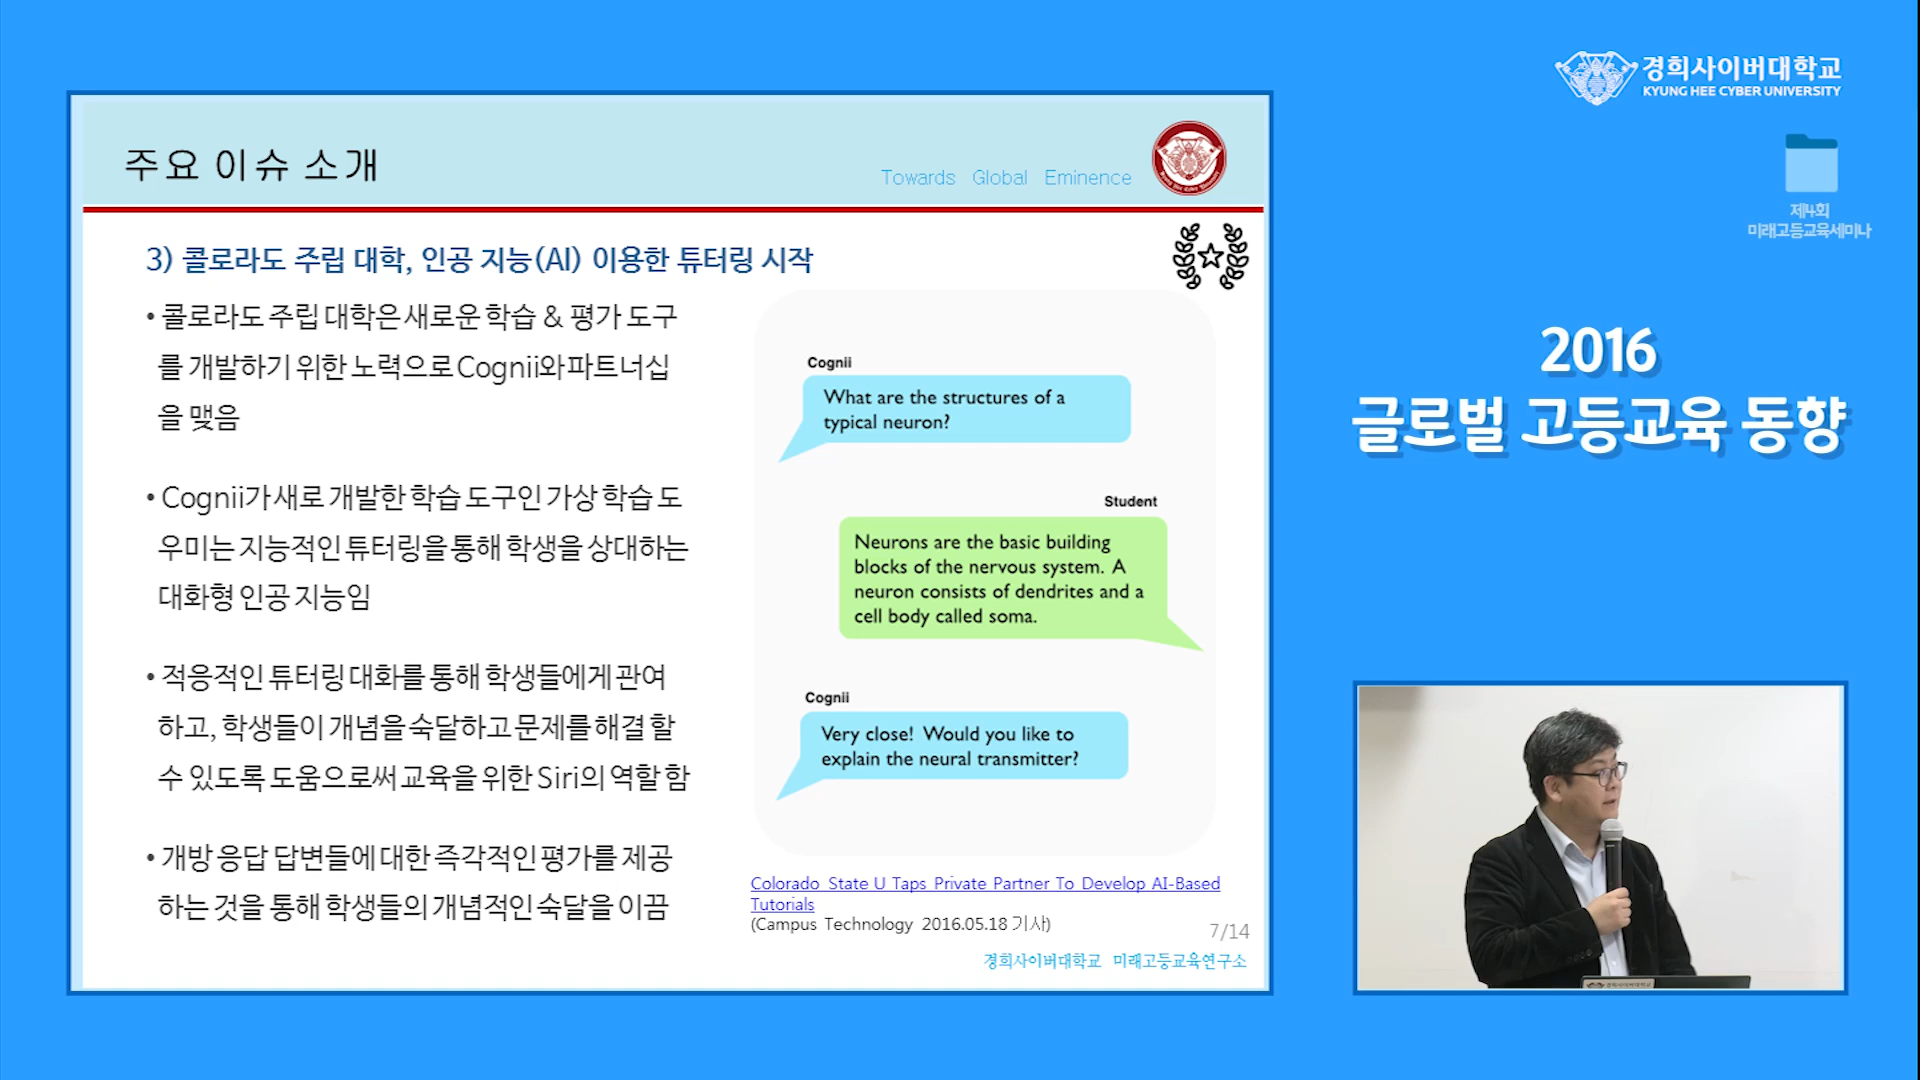 경희사이버대학교
KYUNG HEE CYBER UNIVERSITY
제4회
미래고등교육세미나
2016
글로벌 고등교육 동향
주요 이슈 소개
Towards Global Eminence
3) 콜로라도 주립 대학, 인공 지능(AI) 이용한 튜터링 시작
• 콜로라도 주립 대학은 새로운 학습 & 평가 도구
를 개발하기 위한 노력으로 Cognii와 파트너십
을 맺음
• Cognii가 새로 개발한 학습 도구인 가상 학습 도
우미는 지능적인 튜터링을 통해 학생을 상대하는
대화형 인공 지능임
• 적응적인 튜터링 대화를 통해 학생들에게 관여
하고, 학생들이 개념을 숙달하고 문제를 해결 할
수 있도록 도움으로써 교육을 위한 Siri의 역할 함
• 개방 응답 답변들에 대한 즉각적인 평가를 제공
하는 것을 통해 학생들의 개념적인 숙달을 이끔
Cognii
What are the structures of a
typical neuron?
Student
Neurons are the basic building
blocks of the nervous system. A
neuron consists of dendrites and a
cell body called soma.
Cognii
Very close! Would you like to
explain the neural transmitter?
Colorado State U Taps Private Partner To Develop AI-Based
Tutorials
(Campus Technology 2016.05.18 기사)
7/14
경희사이버대학교 미래고등교육연구소